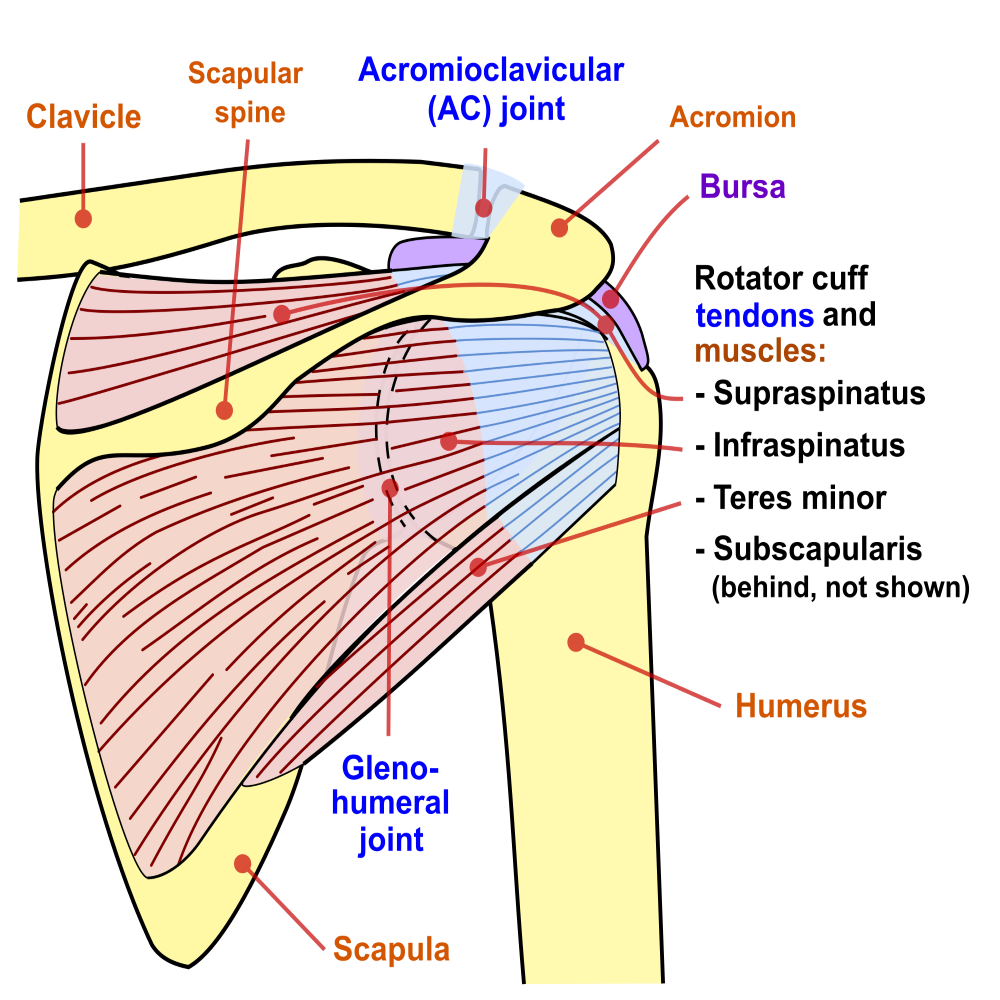 Scapular
spine
Acromioclavicular
(AC) joint
Clavicle
Acromion
Bursa
Rotator cuff
tendons and
muscles:
- Supraspinatus
- Infraspinatus
- Teres minor
- Subscapularis
(behind, not shown)
Humerus
Gleno-
humeral
joint
Scapula